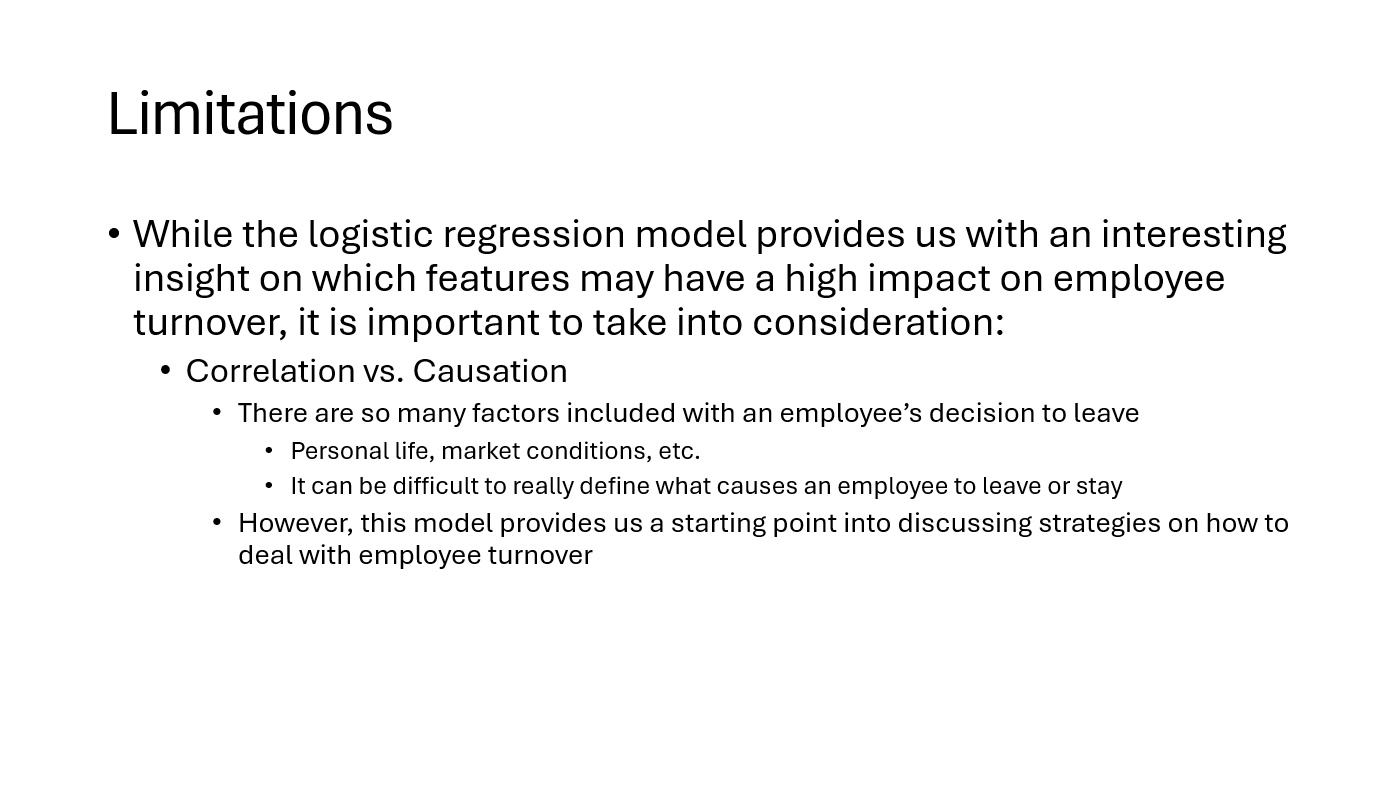 Limitations
• While the logistic regression model provides us with an interesting
insight on which features may have a high impact on employee
turnover, it is important to take into consideration:
• Correlation vs. Causation
• There are so many factors included with an employee’s decision to leave
• Personal life, market conditions, etc.
• It can be difficult to really define what causes an employee to leave or stay
• However, this model provides us a starting point into discussing strategies on how to
deal with employee turnover